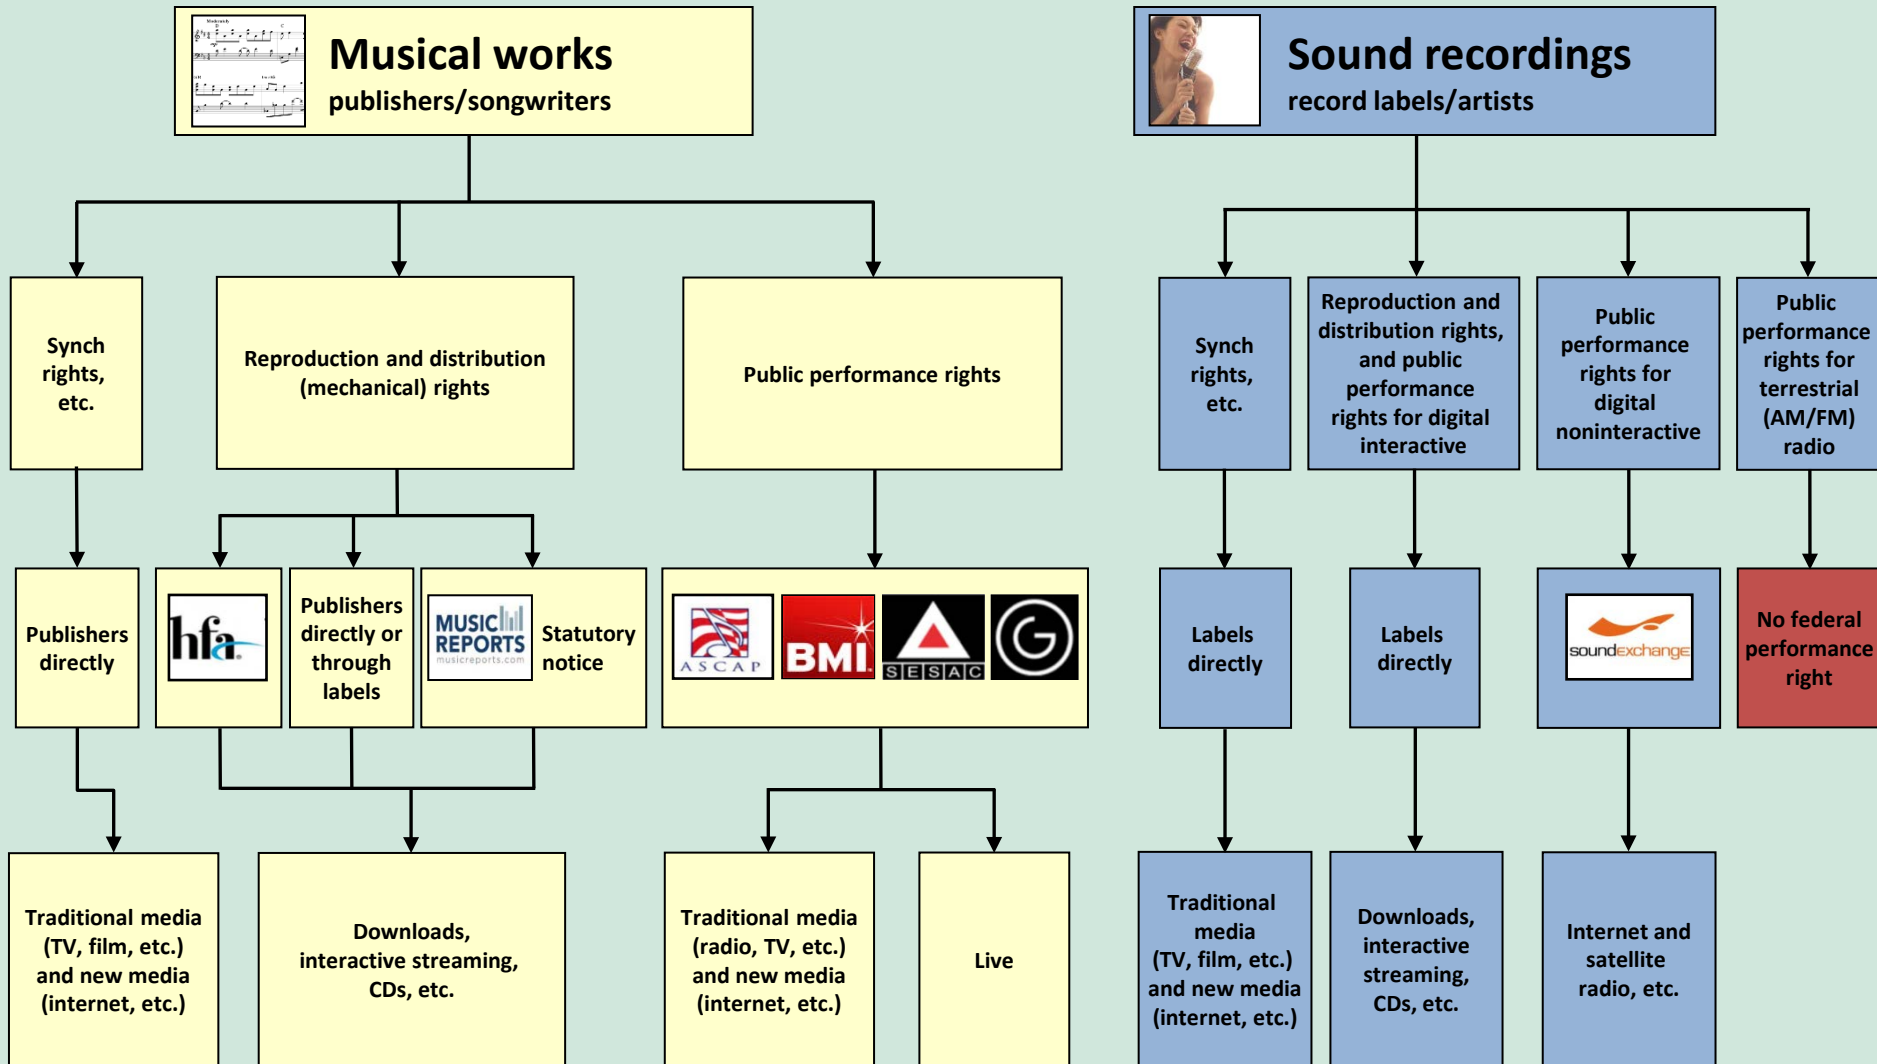 Musical works
publishers/songwriters
Sound recordings
record labels/artists
Synch
rights,
etc.
Reproduction and distribution
(mechanical) rights
Public performance rights
Synch
rights,
etc.
Reproduction and
distribution rights,
and public
performance
rights for digital
interactive
Public
performance
rights for
digital
noninteractive
Public
performance
rights for
terrestrial
(AM/FM)
radio
Publishers
directly
hfa
Publishers
directly or
through
labels
MUSIC
REPORTS
musicreports.com
Statutory
notice
ASCAP
BMI
SESAC
G
Labels
directly
Labels
directly
soundexchange
No federal
performance
right
Traditional media
(TV, film, etc.)
and new media
(internet, etc.)
Downloads,
interactive streaming,
CDs, etc.
Traditional media
(radio, TV, etc.)
and new media
(internet, etc.)
Live
Traditional
media
(TV, film, etc.)
and new media
(internet, etc.)
Downloads,
interactive
streaming,
CDs, etc.
Internet and
satellite
radio, etc.